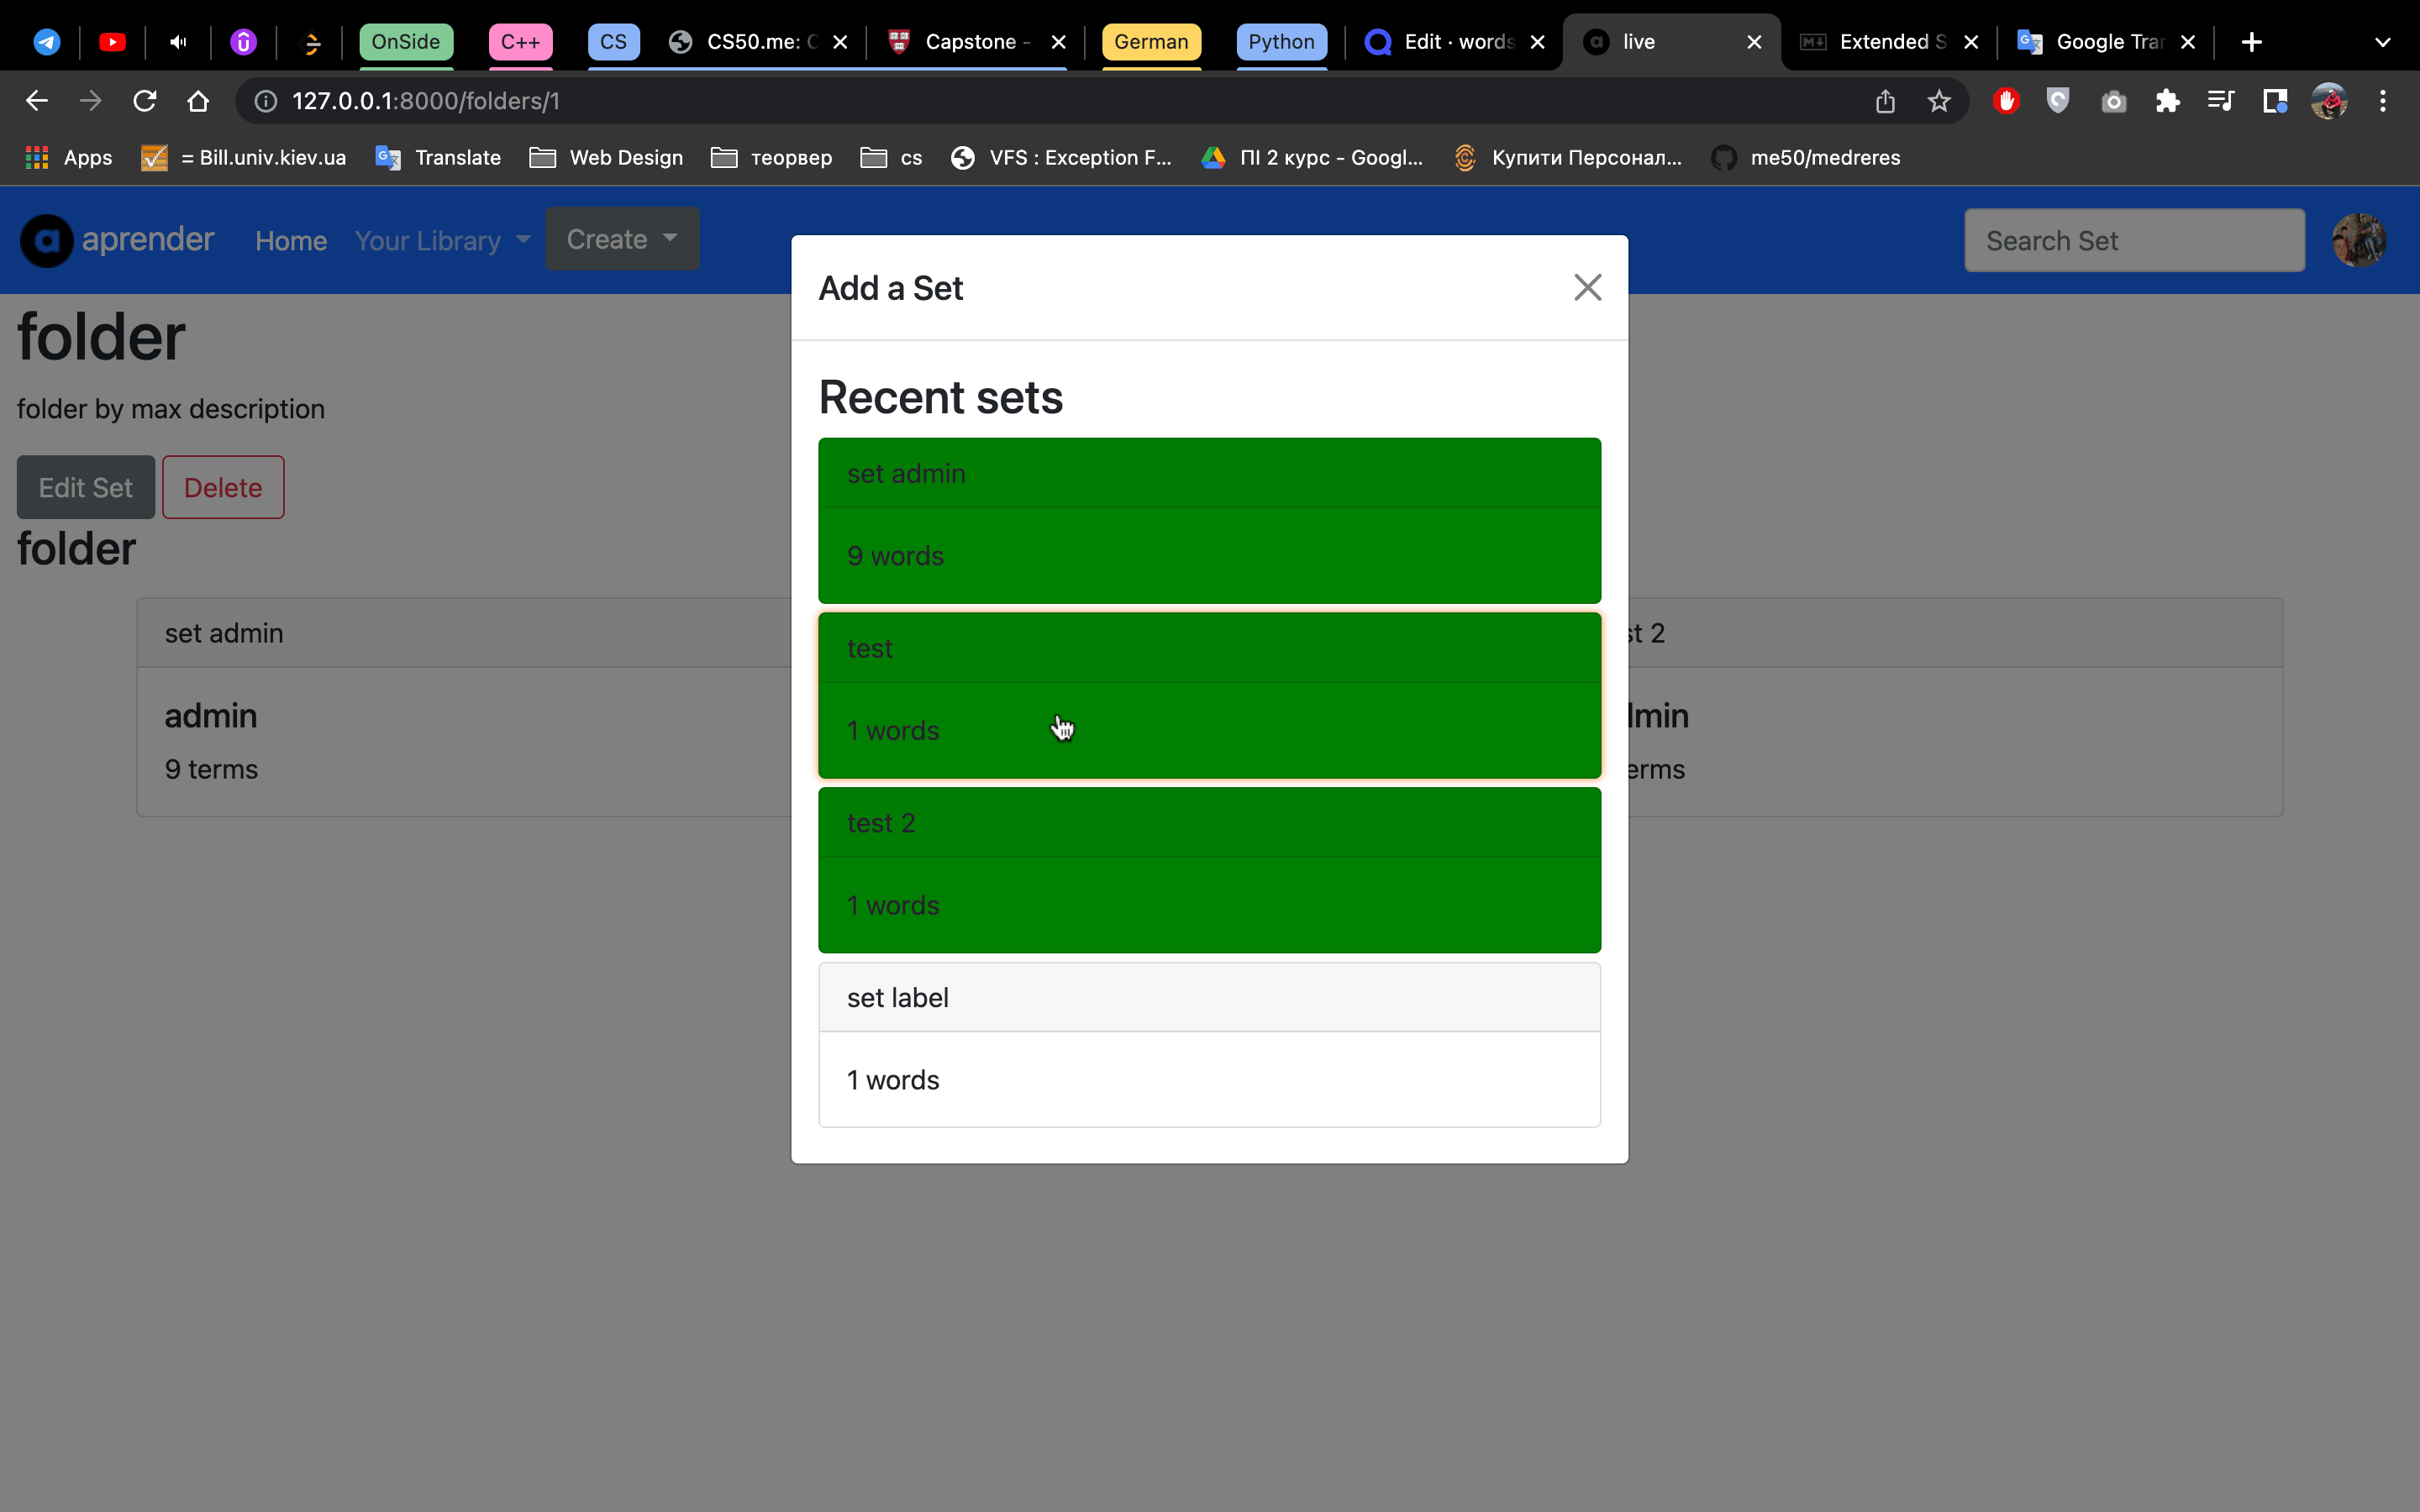 OnSide C++ CS CS50.me: Capstone - German Python Edit · words live Extended Google
127.0.0.1:8000/folders/1
Apps = Bill.univ.kiev.ua Translate Web Design теорвер cs VFS : Exception F... ПІ 2 курс - Googl... Купити Персонал... me50/medreres
aprender Home Your Library Create Search Set
Add a Set
folder
Recent sets
folder by max description
set admin
Edit Set Delete
folder
9 words
set admin
test
st 2
admin
1 words
9 terms
erms
test 2
1 words
set label
1 words